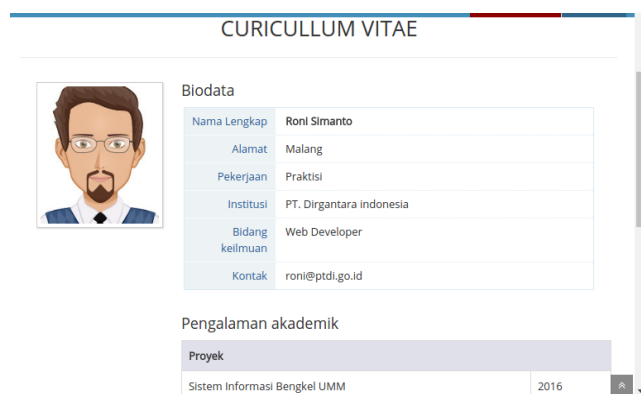 CURICULLUM VITAE
Biodata
Nama Lengkap Roni Simanto
Alamat Malang
Pekerjaan Praktisi
Institusi PT. Dirgantara indonesia
Bidang keilmuan Web Developer
Kontak roni@ptdi.go.id
Pengalaman akademik
Proyek
Sistem Informasi Bengkel UMM 2016